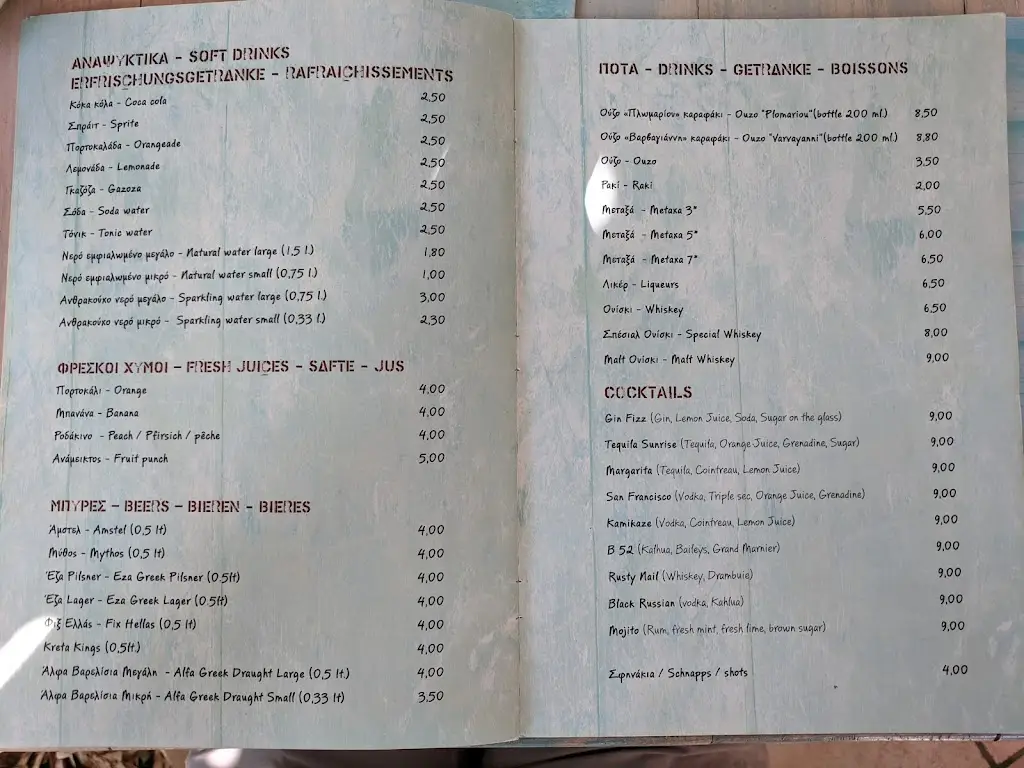 ΑΝΑΨΥΚΤΙΚΑ - SOFT DRINKS
ERFRISCHUNGSGETRANKE - RAFRAICHISSEMENTS
Κόκα κόλα - Coca cola 2,50
Σπράιτ - Sprite 2,50
Πορτοκαλάδα - Orangeade 2,50
Λεμονάδα - Lemonade 2,50
Γκαζόζα - Gazoza 2,50
Σόδα - Soda water 2,50
Τόνικ - Tonic water 2,50
Νερό εμφιαλωμένο μεγάλο - Natural water large (1,5 l.) 1,80
Νερό εμφιαλωμένο μικρό - Natural water small (0,75 l.) 1,00
Ανθρακούχο νερό μεγάλο - Sparkling water large (0,75 l.) 3,00
Ανθρακούχο νερό μικρό - Sparkling water small (0,33 l.) 2,30
ΦΡΕΣΚΟΙ ΧΥΜΟΙ - FRESH JUICES - SAFTE - JUS
Πορτοκάλι - Orange 4,00
Μπανάνα - Banana 4,00
Ροδάκινο - Peach / Pfirsich / pêche 4,00
Ανάμεικτος - Fruit punch 5,00
ΜΠΥΡΕΣ - BEERS - BIEREN - BIERES
Άμστελ - Amstel (0,5 lt) 4,00
Μύθος - Mythos (0,5 lt) 4,00
Έζα Pilsner - Eza Greek Pilsner (0.5lt) 4,00
Έζα Lager - Eza Greek Lager (0.5lt) 4,00
Φιξ Ελλάς - Fix Hellas (0,5 lt) 4,00
Kreta Kings (0,5lt.) 4,00
Άλφα Βαρελίσια Μεγάλη - Alfa Greek Draught Large (0,5 lt.) 4,00
Άλφα Βαρελίσια Μικρή - Alfa Greek Draught Small (0,33 lt) 3,50
ΠΟΤΑ - DRINKS - GETRANKE - BOISSONS
Ούζο «Πλωμαρίου» καραφάκι - Ouzo "Plomariou"(bottle 200 ml.) 8,50
Ούζο «Βαρβαγιάννη» καραφάκι - Ouzo "Varvayanni"(bottle 200 ml.) 8,80
Ούζο - Ouzo 3,50
Ρακί - Raki 2,00
Μεταξά - Metaxa 3* 5,50
Μεταξά - Metaxa 5* 6,00
Μεταξά - Metaxa 7* 6,50
Λικέρ - Liqueurs 6,50
Ουίσκι - Whiskey 6,50
Σπέσιαλ Ουίσκι - Special Whiskey 8,00
Malt Ουίσκι - Malt Whiskey 9,00
COCKTAILS
Gin Fizz (Gin, Lemon Juice, Soda, Sugar on the glass) 9,00
Tequila Sunrise (Tequila, Orange Juice, Grenadine, Sugar) 9,00
Margarita (Tequila, Cointreau, Lemon Juice) 9,00
San Francisco (Vodka, Triple sec, Orange Juice, Grenadine) 9,00
Kamikaze (Vodka, Cointreau, Lemon Juice) 9,00
B 52 (Kalhua, Baileys, Grand Marnier) 9,00
Rusty Nail (Whiskey, Drambuie) 9,00
Black Russian (vodka, Kahlua) 9,00
Mojito (Rum, fresh mint, fresh lime, brown sugar) 9,00
Σφηνάκια / Schnapps / shots 4,00